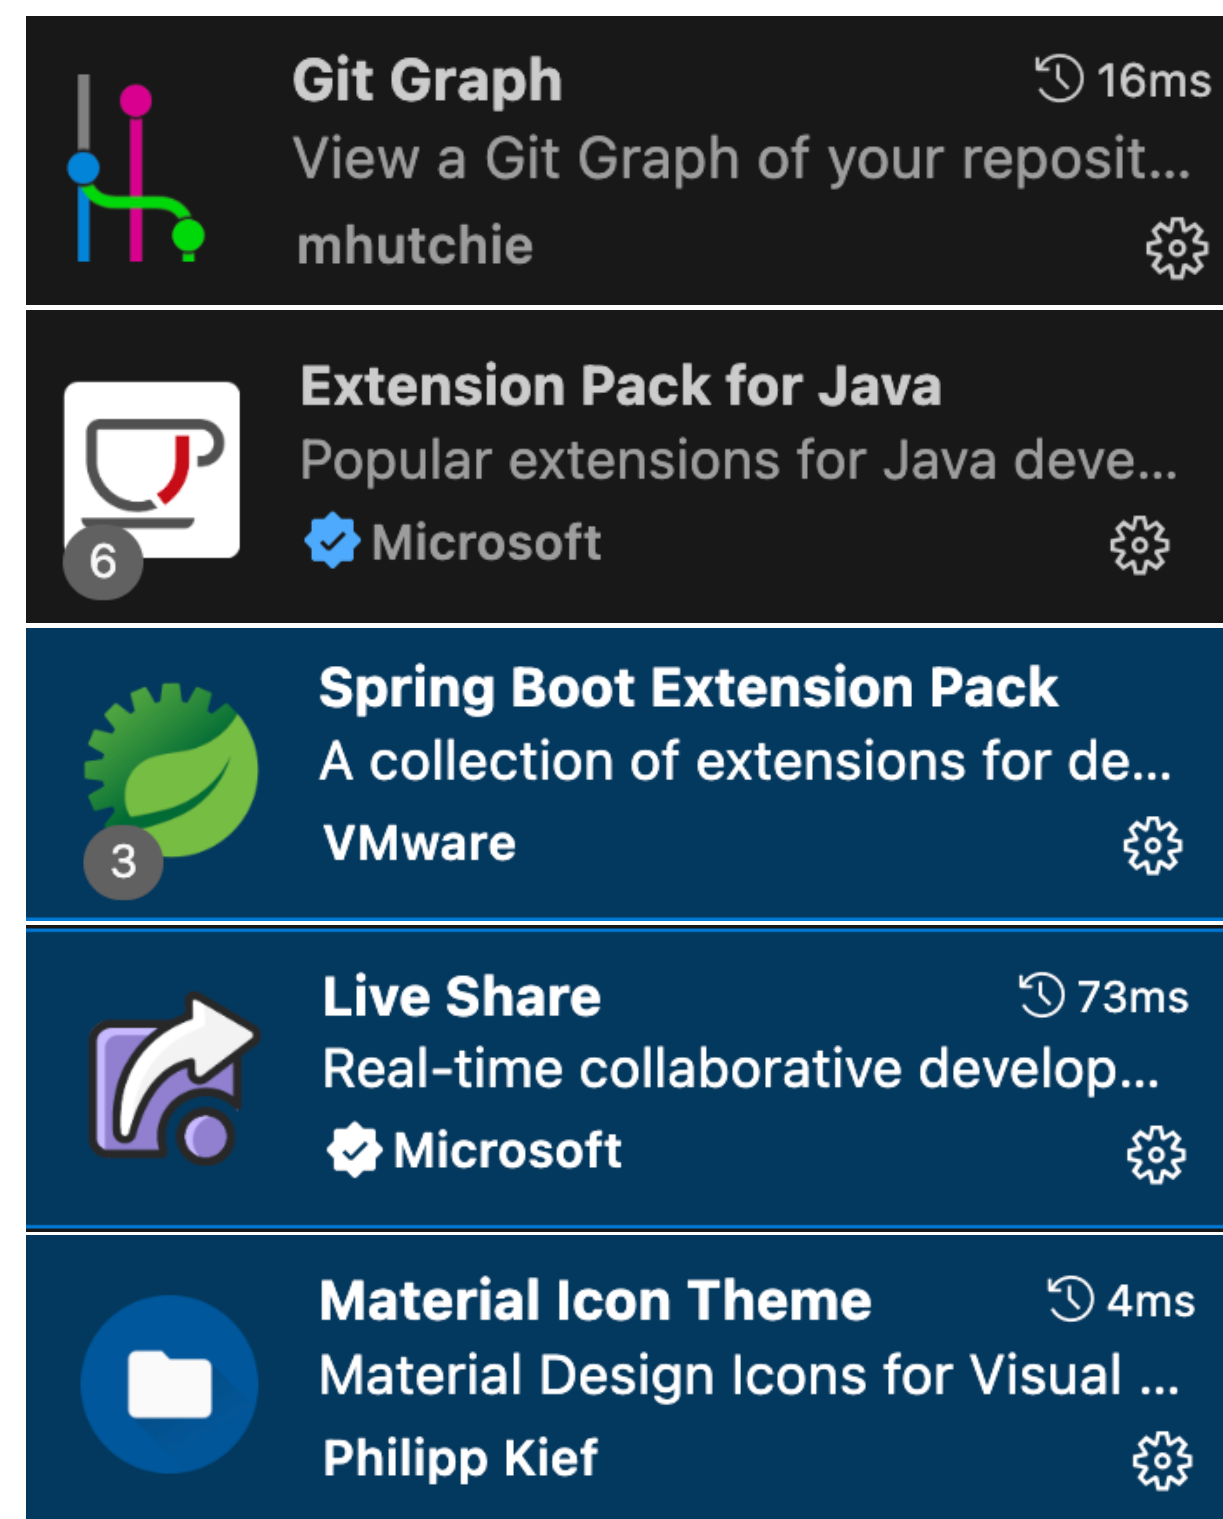 Git Graph 16ms
View a Git Graph of your reposit...
mhutchie
Extension Pack for Java
Popular extensions for Java deve...
Microsoft
6
Spring Boot Extension Pack
A collection of extensions for de...
VMware
3
Live Share 73ms
Real-time collaborative develop...
Microsoft
Material Icon Theme 4ms
Material Design Icons for Visual ...
Philipp Kief